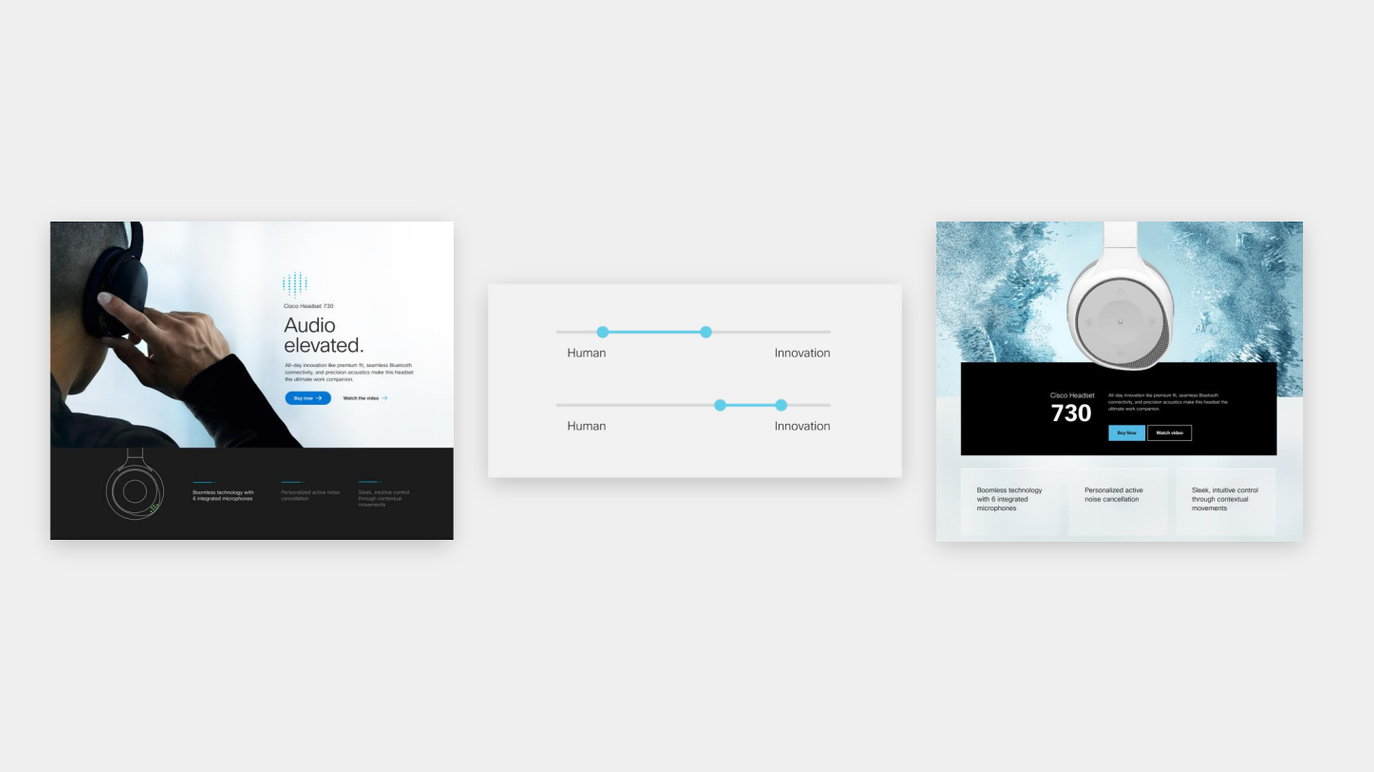 Cisco Headset 730
Audio
elevated.
All-day innovation like premium fit, seamless Bluetooth
connectivity, and precision acoustics make this headset
the ultimate work companion.
Buy now
Watch the video
Boomless technology with
6 integrated microphones
Personalized active noise
cancellation
Sleek, intuitive control
through contextual
movements
Human
Innovation
Human
Innovation
Cisco Headset
730
All-day innovation like premium fit, seamless Bluetooth
connectivity, and precision acoustics make this headset the
ultimate work companion.
Buy Now
Watch video
Boomless technology
with 6 integrated
microphones
Personalized active
noise cancellation
Sleek, intuitive control
through contextual
movements